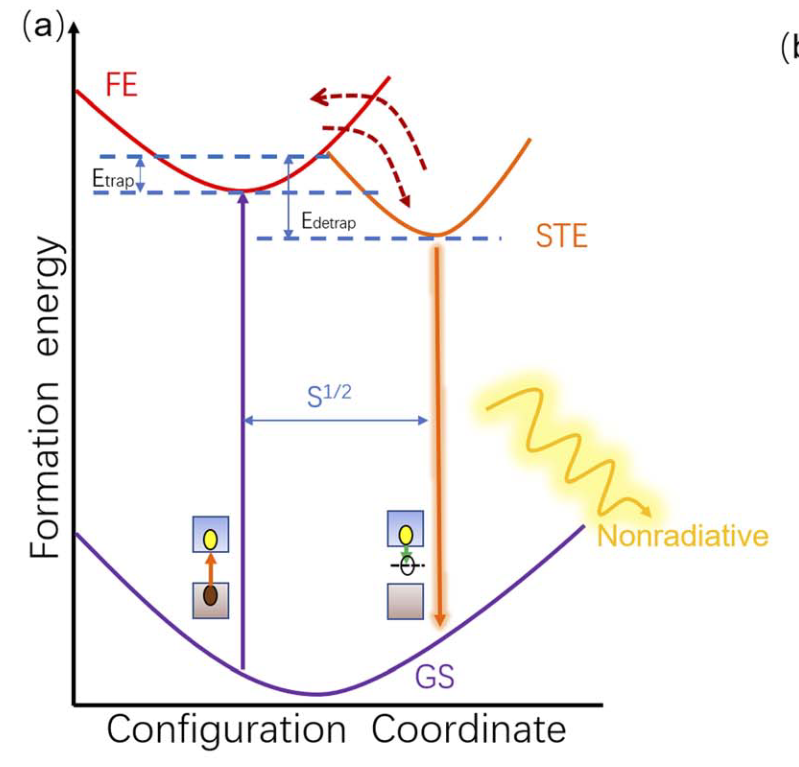 (a)
(b
FE
Etrap
Edetrap
STE
S1/2
Nonradiative
GS
Formation energy
Configuration Coordinate